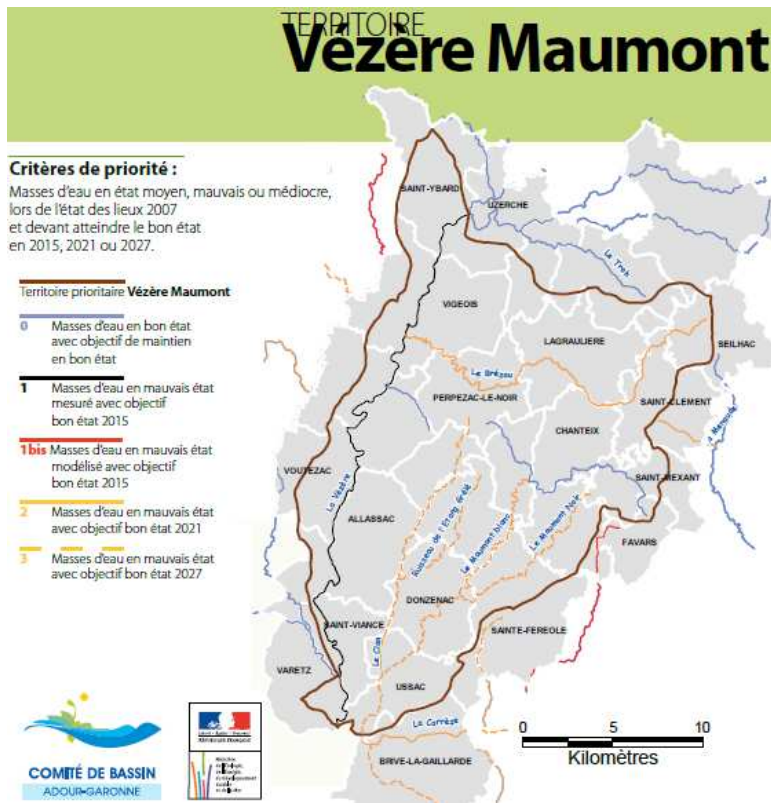 TERRITOIRE
Vézère Maumont
Critères de priorité :
Masses d'eau en état moyen, mauvais ou médiocre,
lors de l'état des lieux 2007
et devant atteindre le bon état
en 2015, 2021 ou 2027.
Territoire prioritaire Vézère Maumont
0 Masses d'eau en bon état
avec objectif de maintien
en bon état
1 Masses d'eau en mauvais état
mesuré avec objectif
bon état 2015
1bis Masses d'eau en mauvais état
modélisé avec objectif
bon état 2015
2 Masses d'eau en mauvais état
avec objectif bon état 2021
3 Masses d'eau en mauvais état
avec objectif bon état 2027
SAINT-YBARD
UZERCHE
Le Troh
VIGEOIS
LAGRAULIERE
SEILHAC
Le Brézou
PERPEZAC-LE-NOIR
SAINT-CLEMENT
CHANTEIX
VOUTEZAC
La Vézère
SAINT-MEXANT
ALLASSAC
Ruisseau de l'Etang Grêlé
Le Maumont blanc
Le Maumont Noir
FAVARS
DONZENAC
SAINT-VIANCE
SAINTE-FEREOLE
Le Clan
VARETZ
USSAC
La Corrèze
BRIVE-LA-GAILLARDE
0 5 10
Kilomètres
COMITÉ DE BASSIN
ADOUR-GARONNE